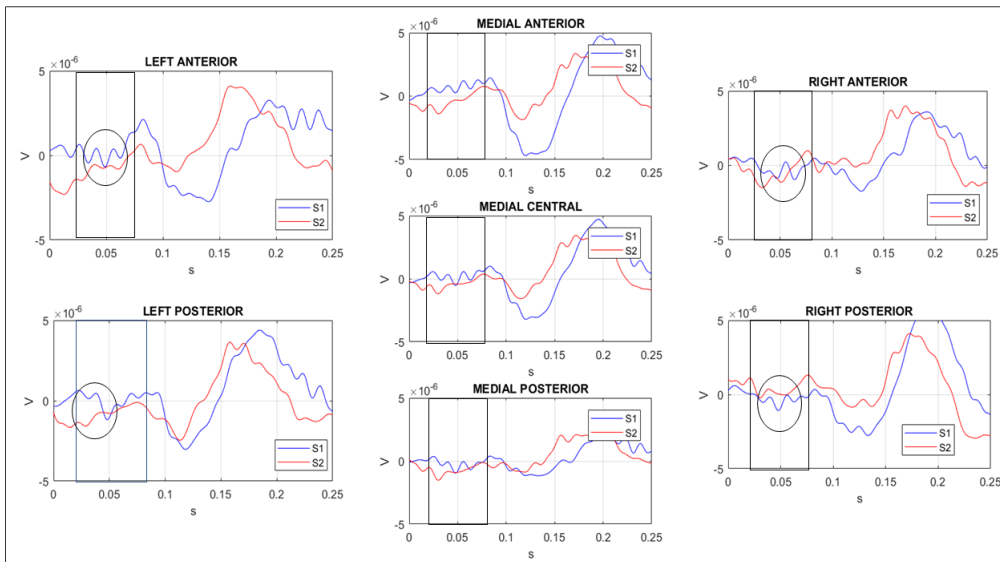 LEFT ANTERIOR
×10-6
5
0
-5
V
0
0.05
0.1
0.15
0.2
0.25
s
S1
S2
LEFT POSTERIOR
×10-6
5
0
-5
V
0
0.05
0.1
0.15
0.2
0.25
s
S1
S2
MEDIAL ANTERIOR
×10-6
5
0
-5
V
0
0.05
0.1
0.15
0.2
0.25
s
S1
S2
MEDIAL CENTRAL
×10-6
5
0
-5
V
0
0.05
0.1
0.15
0.2
0.25
s
S1
S2
MEDIAL POSTERIOR
×10-6
5
0
-5
V
0
0.05
0.1
0.15
0.2
0.25
s
S1
S2
RIGHT ANTERIOR
×10-6
5
0
-5
V
0
0.05
0.1
0.15
0.2
0.25
s
S1
S2
RIGHT POSTERIOR
×10-6
5
0
-5
V
0
0.05
0.1
0.15
0.2
0.25
s
S1
S2